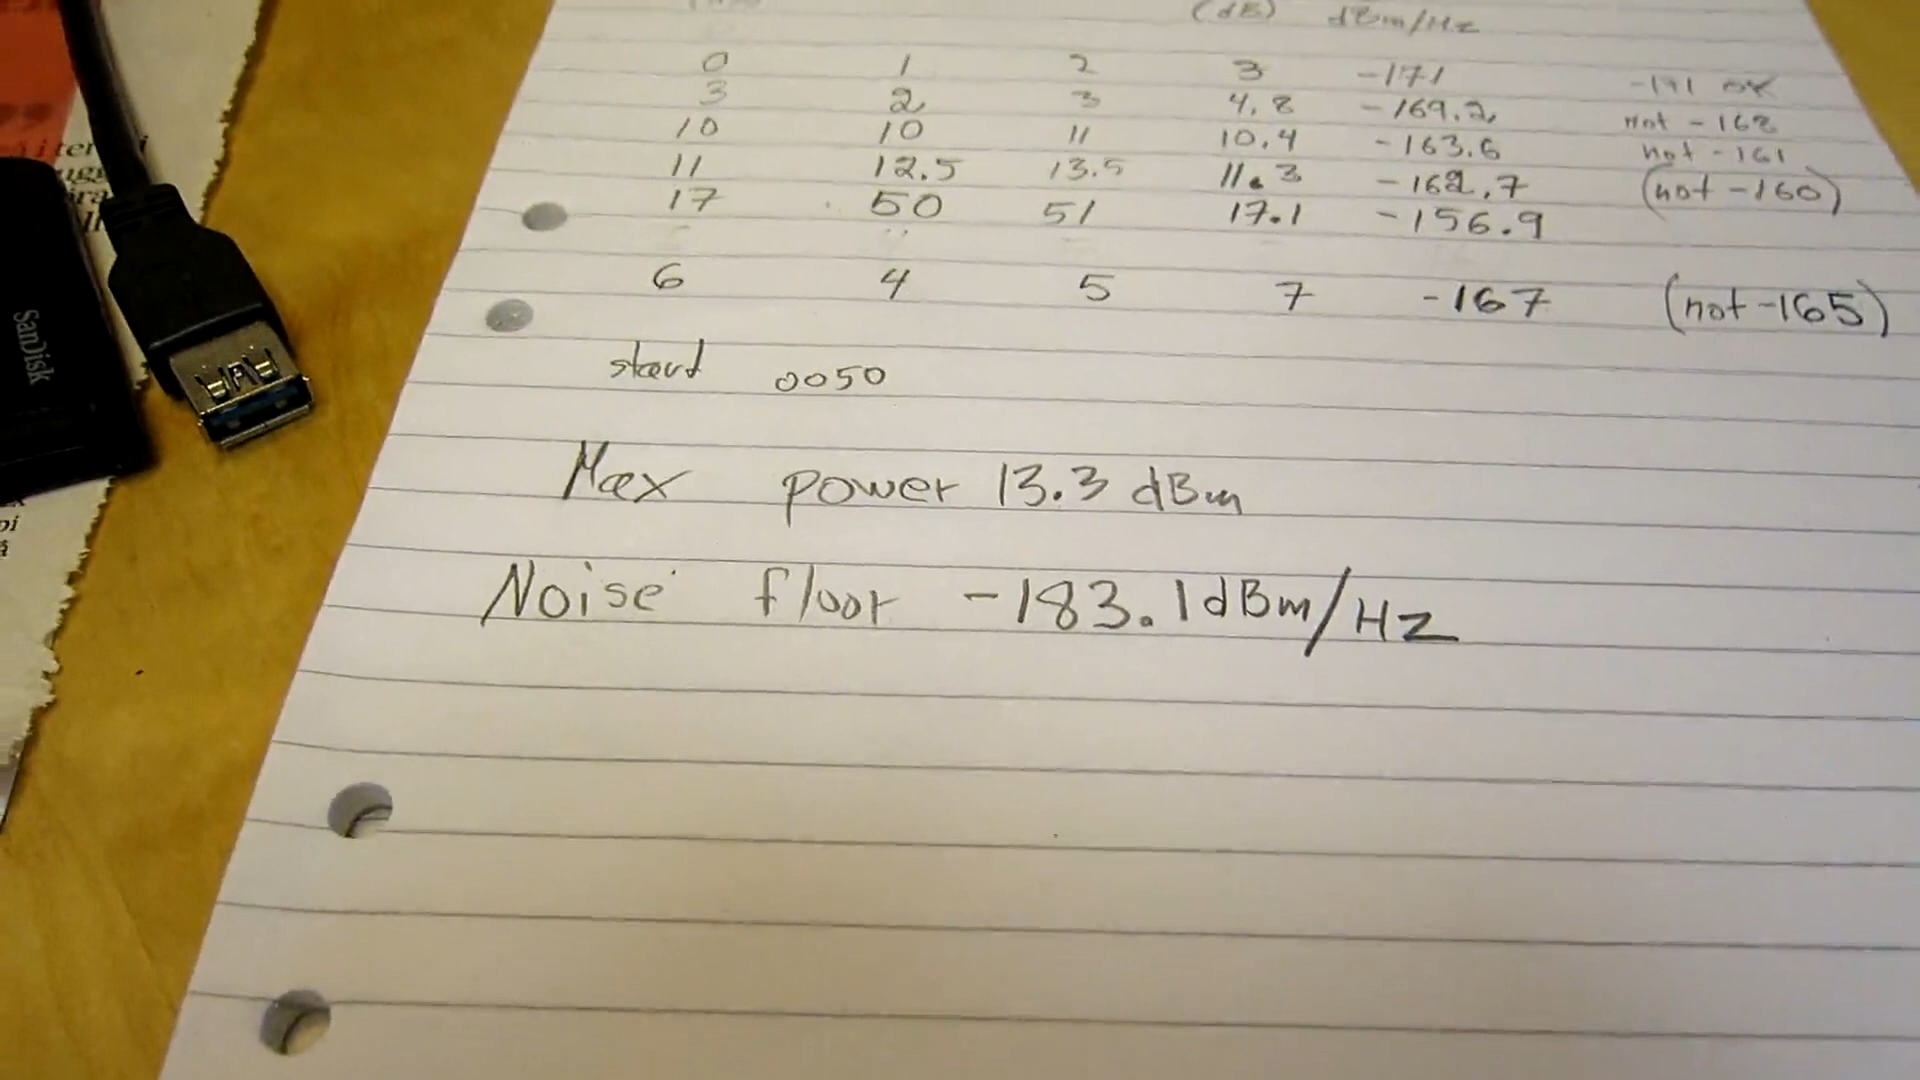 (dB) dBm/Hz
0 1 2 3 -171 -171 OK
3 2 3 4.8 -169.2 not -168
10 10 11 10.4 -163.6 not -161
11 12.5 13.5 11.3 -162.7 (not -160)
17 50 51 17.1 -156.9
6 4 5 7 -167 (not -165)
start 0050
Max power 13.3 dBm
Noise floor -183.1dBm/Hz
SanDisk